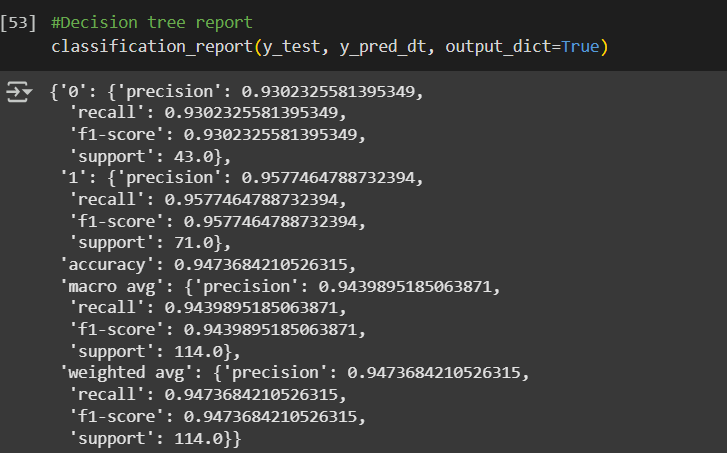 [53] #Decision tree report
classification_report(y_test, y_pred_dt, output_dict=True)
{'0': {'precision': 0.9302325581395349,
'recall': 0.9302325581395349,
'f1-score': 0.9302325581395349,
'support': 43.0},
'1': {'precision': 0.9577464788732394,
'recall': 0.9577464788732394,
'f1-score': 0.9577464788732394,
'support': 71.0},
'accuracy': 0.9473684210526315,
'macro avg': {'precision': 0.9439895185063871,
'recall': 0.9439895185063871,
'f1-score': 0.9439895185063871,
'support': 114.0},
'weighted avg': {'precision': 0.9473684210526315,
'recall': 0.9473684210526315,
'f1-score': 0.9473684210526315,
'support': 114.0}}